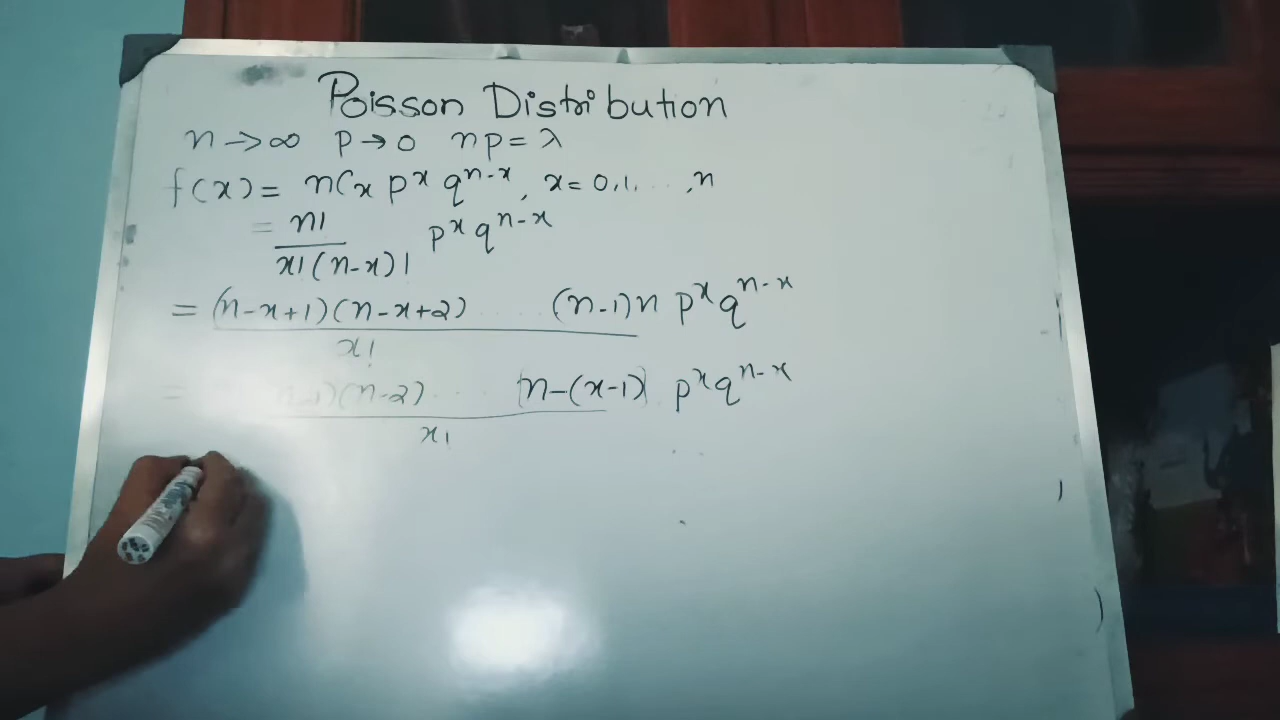 Poisson Distribution
n → ∞ p → 0 np = λ
f(x) = nCx p^x q^{n-x}, x = 0,1. . . . ,n
= n! / x!(n-x)! p^x q^{n-x}
= (n-x+1)(n-x+2) . . . . (n-1)n p^x q^{n-x} / x!
= (n-2) . . . (n-(x-1)) p^x q^{n-x} / x!